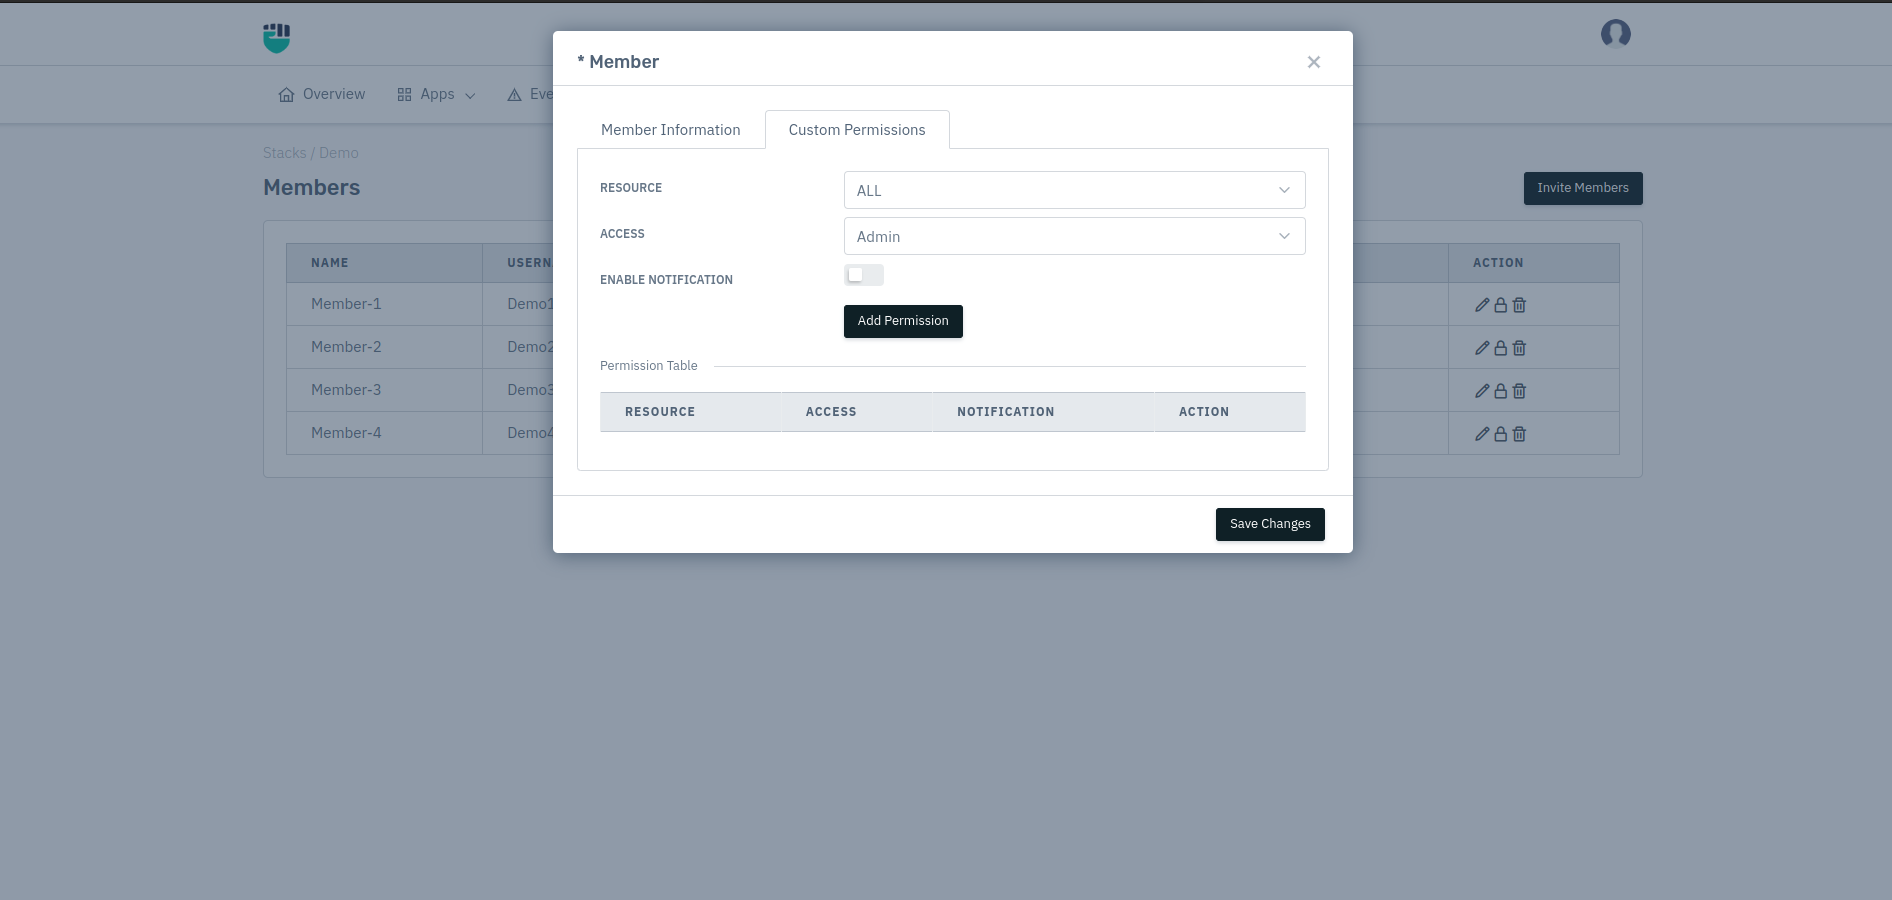 * Member
×
Overview Apps Eve
Member Information Custom Permissions
Stacks / Demo
Members
Invite Members
RESOURCE ALL
ACCESS Admin
ENABLE NOTIFICATION
Add Permission
Permission Table
RESOURCE ACCESS NOTIFICATION ACTION
Save Changes
NAME USERN ACTION
Member-1 Demo1
Member-2 Demo2
Member-3 Demo3
Member-4 Demo4